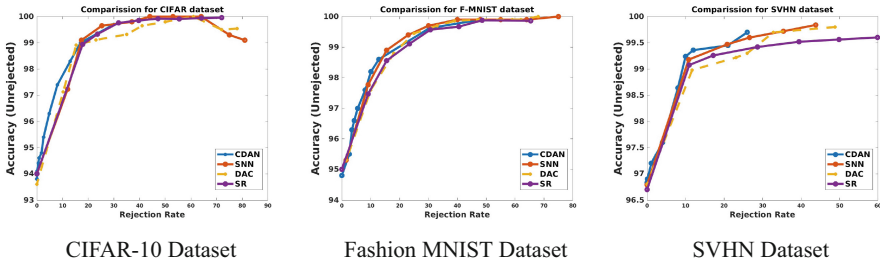 Comparission for CIFAR dataset
Accuracy (Unrejected)
100
99
98
97
96
95
94
93
0 10 20 30 40 50 60 70 80 90
Rejection Rate
CDAN
SNN
DAC
SR
CIFAR-10 Dataset
Comparission for F-MNIST dataset
Accuracy (Unrejected)
100
99
98
97
96
95
94
0 10 20 30 40 50 60 70 80
Rejection Rate
CDAN
SNN
DAC
SR
Fashion MNIST Dataset
Comparission for SVHN dataset
Accuracy (Unrejected)
100
99.5
99
98.5
98
97.5
97
96.5
0 10 20 30 40 50 60
Rejection Rate
CDAN
SNN
DAC
SR
SVHN Dataset